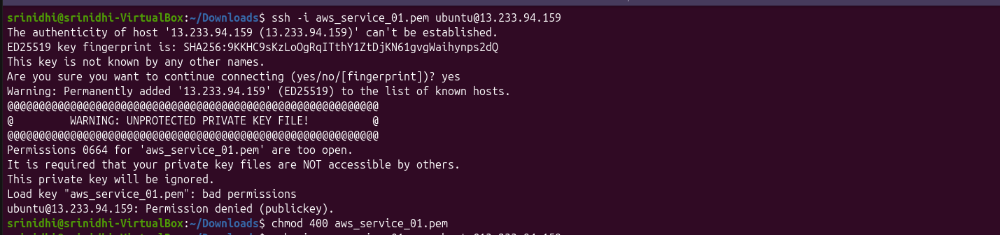 srinidhi@srinidhi-VirtualBox:~/Downloads$ ssh -i aws_service_01.pem ubuntu@13.233.94.159
The authenticity of host '13.233.94.159 (13.233.94.159)' can't be established.
ED25519 key fingerprint is: SHA256:9KKHC9sKzLoOgRqITthY1ZtDjKN61gvgWaihynps2dQ
This key is not known by any other names.
Are you sure you want to continue connecting (yes/no/[fingerprint])? yes
Warning: Permanently added '13.233.94.159' (ED25519) to the list of known hosts.
@@@@@@@@@@@@@@@@@@@@@@@@@@@@@@@@@@@@@@@@@@@@@@@@@@@@@@@@@@@
@         WARNING: UNPROTECTED PRIVATE KEY FILE!          @
@@@@@@@@@@@@@@@@@@@@@@@@@@@@@@@@@@@@@@@@@@@@@@@@@@@@@@@@@@@
Permissions 0664 for 'aws_service_01.pem' are too open.
It is required that your private key files are NOT accessible by others.
This private key will be ignored.
Load key "aws_service_01.pem": bad permissions
ubuntu@13.233.94.159: Permission denied (publickey).
srinidhi@srinidhi-VirtualBox:~/Downloads$ chmod 400 aws_service_01.pem